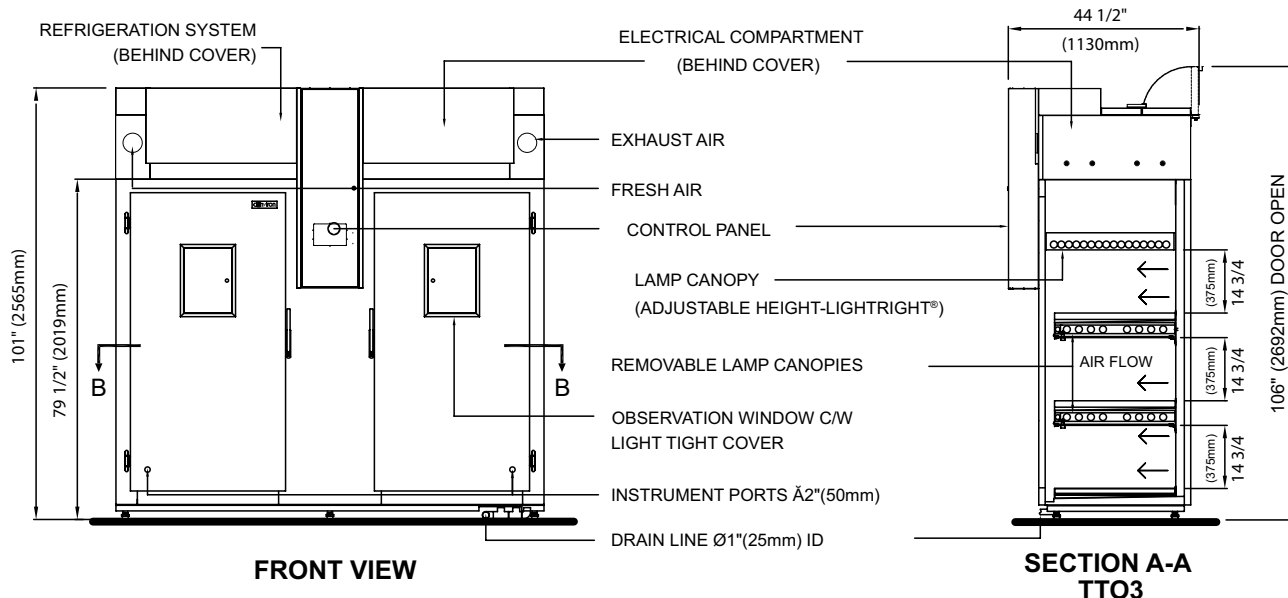 REFRIGERATION SYSTEM
(BEHIND COVER)
ELECTRICAL COMPARTMENT
(BEHIND COVER)
44 1/2"
(1130mm)
EXHAUST AIR
FRESH AIR
CONTROL PANEL
LAMP CANOPY
(ADJUSTABLE HEIGHT-LIGHTRIGHT®)
REMOVABLE LAMP CANOPIES
AIR FLOW
OBSERVATION WINDOW C/W
LIGHT TIGHT COVER
INSTRUMENT PORTS Ă2"(50mm)
DRAIN LINE Ø1"(25mm) ID
101" (2565mm)
79 1/2" (2019mm)
B
B
(375mm)
14 3/4
(375mm)
14 3/4
(375mm)
14 3/4
106" (2692mm) DOOR OPEN
FRONT VIEW
SECTION A-A
TTO3